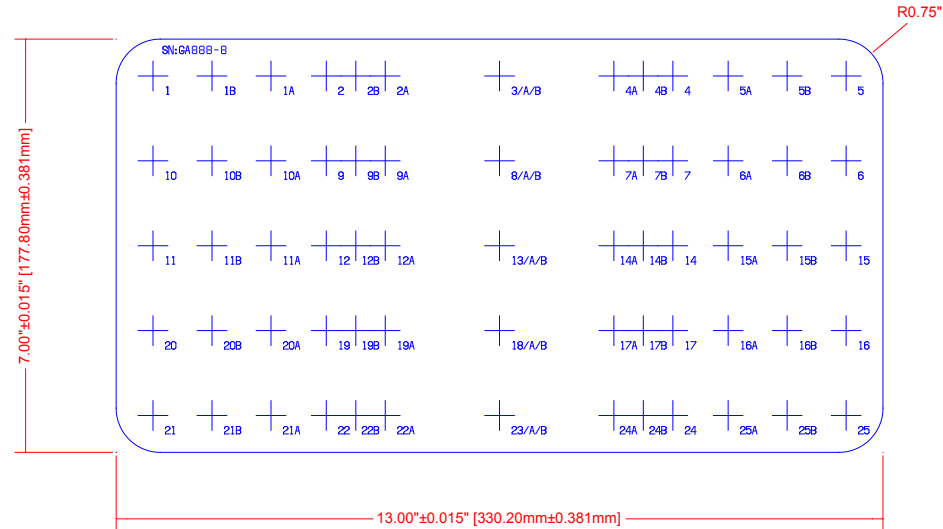 R0.75"
SN:GA888-8
1 1B 1A 2 2B 2A 3/A/B 4A 4B 4 5A 5B 5
10 10B 10A 9 9B 9A 8/A/B 7A 7B 7 6A 6B 6
11 11B 11A 12 12B 12A 13/A/B 14A 14B 14 15A 15B 15
20 20B 20A 19 19B 19A 18/A/B 17A 17B 17 16A 16B 16
21 21B 21A 22 22B 22A 23/A/B 24A 24B 24 25A 25B 25
7.00"±0.015" [177.80mm±0.381mm]
13.00"±0.015" [330.20mm±0.381mm]